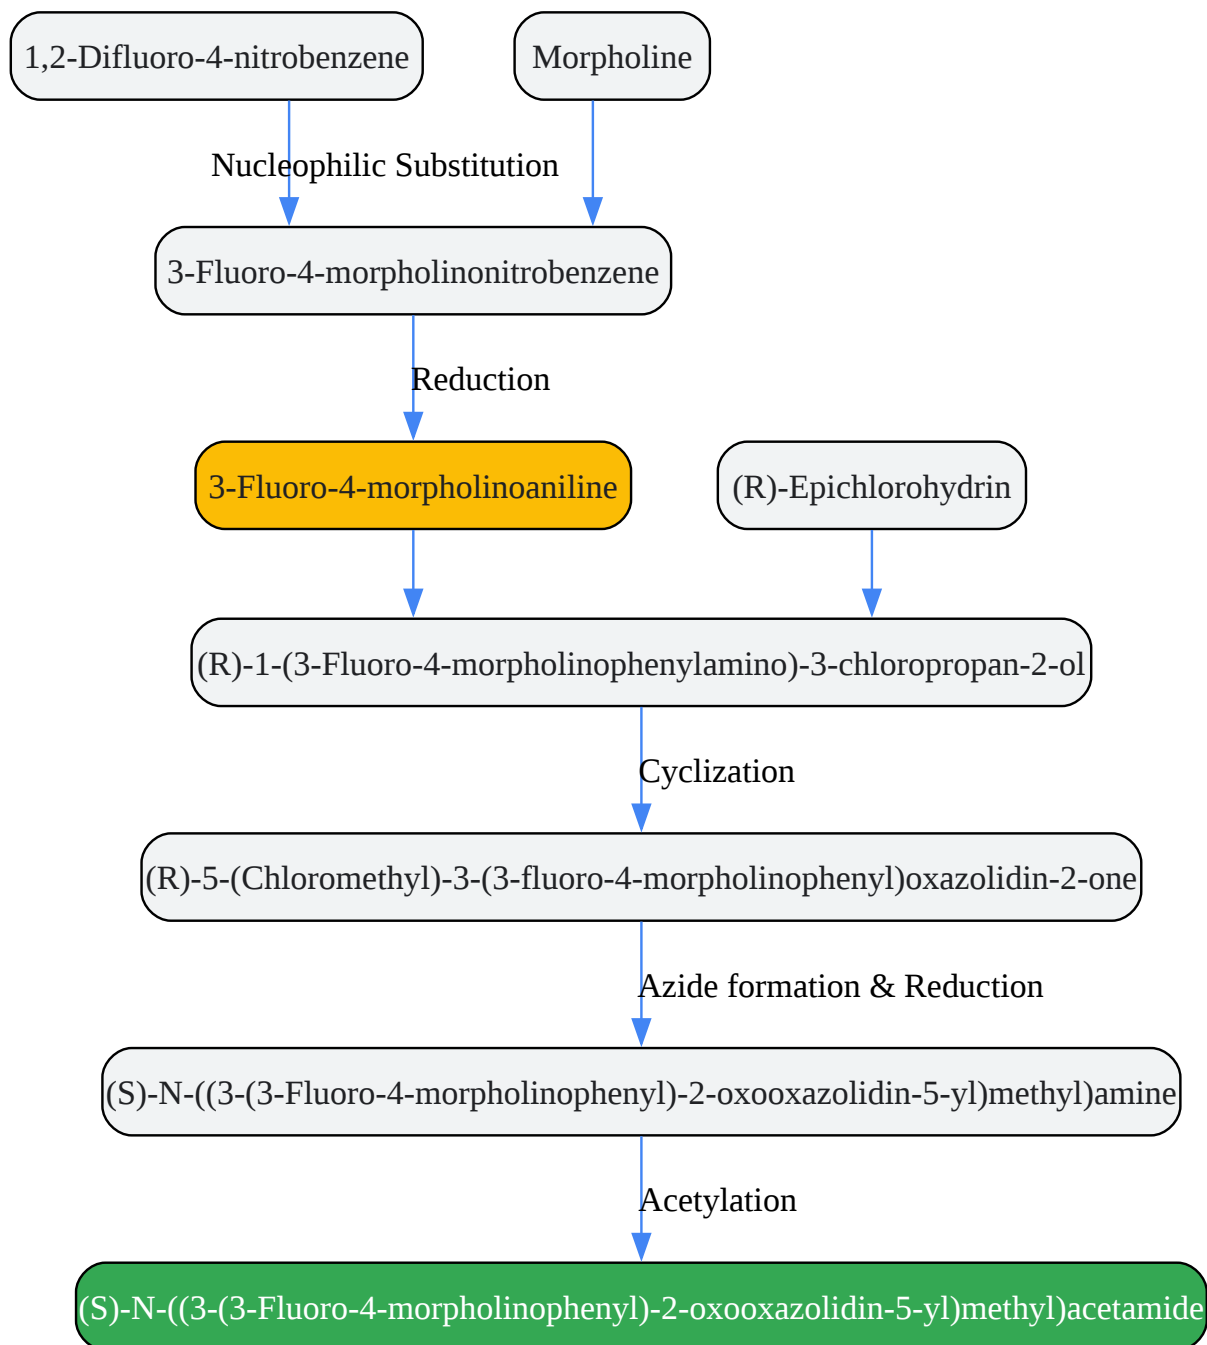 1,2-Difluoro-4-nitrobenzene
Morpholine
Nucleophilic Substitution
3-Fluoro-4-morpholinonitrobenzene
Reduction
3-Fluoro-4-morpholinoaniline
(R)-Epichlorohydrin
(R)-1-(3-Fluoro-4-morpholinophenylamino)-3-chloropropan-2-ol
Cyclization
(R)-5-(Chloromethyl)-3-(3-fluoro-4-morpholinophenyl)oxazolidin-2-one
Azide formation & Reduction
(S)-N-((3-(3-Fluoro-4-morpholinophenyl)-2-oxooxazolidin-5-yl)methyl)amine
Acetylation
(S)-N-((3-(3-Fluoro-4-morpholinophenyl)-2-oxooxazolidin-5-yl)methyl)acetamide